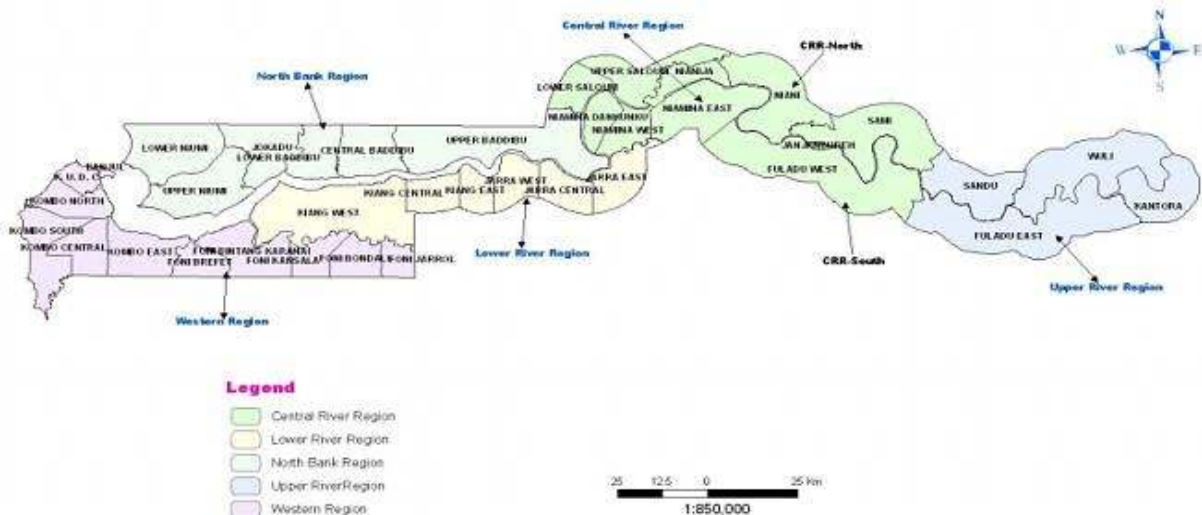 N
W E
S
Central River Region
CRR-North
North Bank Region
UPPER SALOUM
NIANIJA
LOWER SALOUM
NIANI
NIAMINA EAST
NIAMINA DANKUNKU
NIAMINA WEST
SAMI
JANJANBUREH
FULADU WEST
LOWER NIUMI
JOKADU
LOWER BADDIBU
CENTRAL BADDIBU
UPPER BADDIBU
UPPER NIUMI
BANJUL
K.U.D.C
KOMBO NORTH
KOMBO SOUTH
KOMBO CENTRAL
KOMBO EAST
KIANG WEST
KIANG CENTRAL
KIANG EAST
JARRA WEST
JARRA CENTRAL
JARRA EAST
FONI BINTANG KARANAI
FONI BREFET
FONI KANSALA
FONI BONDALI
FONI JARROL
WULI
SANDU
KANTORA
FULADU EAST
Lower River Region
CRR-South
Upper River Region
Western Region
Legend
Central River Region
Lower River Region
North Bank Region
Upper RiverRegion
Western Region
25 12.5 0 25 Km
1:850,000